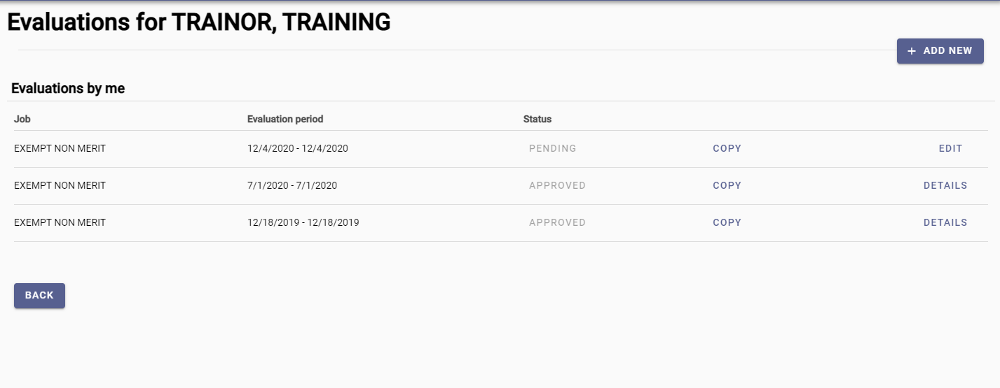 Evaluations for TRAINOR, TRAINING
+ ADD NEW
Evaluations by me
Job Evaluation period Status
EXEMPT NON MERIT 12/4/2020 - 12/4/2020 PENDING COPY EDIT
EXEMPT NON MERIT 7/1/2020 - 7/1/2020 APPROVED COPY DETAILS
EXEMPT NON MERIT 12/18/2019 - 12/18/2019 APPROVED COPY DETAILS
BACK